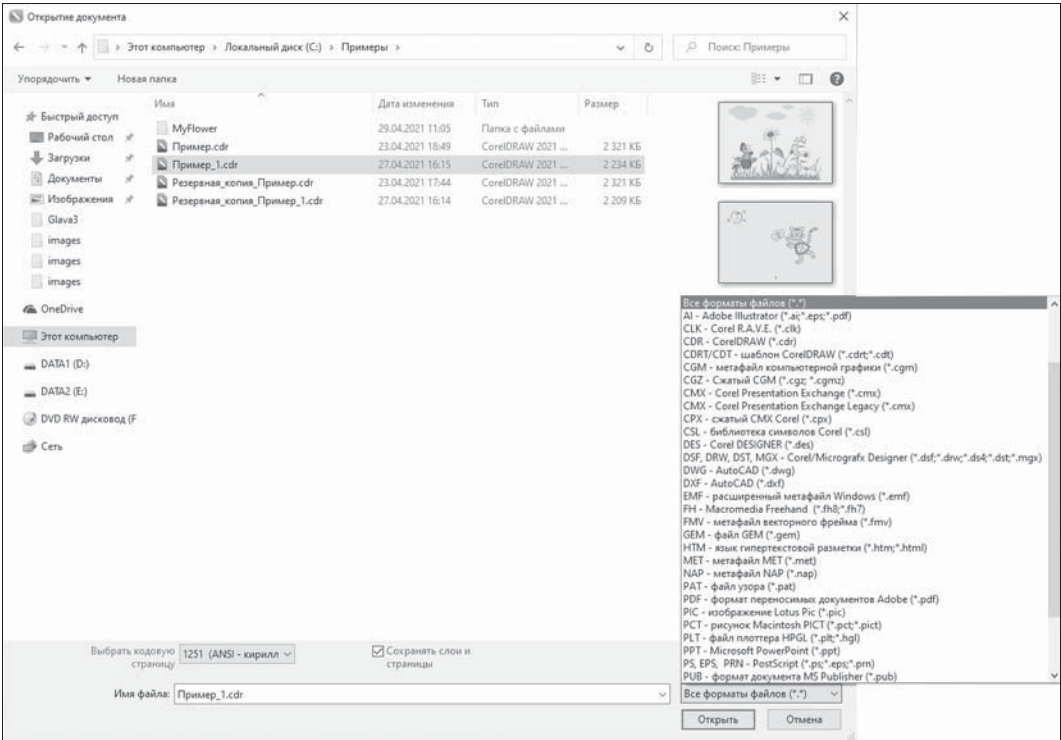 Открытие документа
Этот компьютер > Локальный диск (C:) > Примеры >
Поиск: Примеры
Упорядочить
Новая папка
Имя
Дата изменения
Тип
Размер
Быстрый доступ
Рабочий стол
Загрузки
Документы
Изображения
Glava3
images
images
images
OneDrive
Этот компьютер
DATA1 (D:)
DATA2 (E:)
DVD RW дисковод (F
Сеть
MyFlower 29.04.2021 11:05 Папка с файлами
Пример.cdr 23.04.2021 18:49 CorelDRAW 2021 ... 2 321 КБ
Пример_1.cdr 27.04.2021 16:15 CorelDRAW 2021 ... 2 234 КБ
Резервная_копия_Пример.cdr 23.04.2021 17:44 CorelDRAW 2021 ... 2 321 КБ
Резервная_копия_Пример_1.cdr 27.04.2021 16:14 CorelDRAW 2021 ... 2 209 КБ
Все форматы файлов (*.*)
AI - Adobe Illustrator (*.ai;*.eps;*.pdf)
CLK - Corel R.A.V.E. (*.clk)
CDR - CorelDRAW (*.cdr)
CDRT/CDT - шаблон CorelDRAW (*.cdrt;*.cdt)
CGM - метафайл компьютерной графики (*.cgm)
CGZ - Сжатый CGM (*.cgz; *.cgmz)
CMX - Corel Presentation Exchange (*.cmx)
CMX - Corel Presentation Exchange Legacy (*.cmx)
CPX - сжатый CMX Corel (*.cpx)
CSL - библиотека символов Corel (*.csl)
DES - Corel DESIGNER (*.des)
DSF, DRW, DST, MGX - Corel/Micrografx Designer (*.dsf;*.drw;*.ds4;*.dst;*.mgx)
DWG - AutoCAD (*.dwg)
DXF - AutoCAD (*.dxf)
EMF - расширенный метафайл Windows (*.emf)
FH - Macromedia Freehand (*.fh8;*.fh7)
FMV - метафайл векторного фрейма (*.fmv)
GEM - файл GEM (*.gem)
HTM - язык гипертекстовой разметки (*.htm;*.html)
MET - метафайл MET (*.met)
NAP - метафайл NAP (*.nap)
PAT - файл узора (*.pat)
PDF - формат переносимых документов Adobe (*.pdf)
PIC - изображение Lotus Pic (*.pic)
PCT - рисунок Macintosh PICT (*.pct;*.pict)
PLT - файл плоттера HPGL (*.plt;*.hgl)
PPT - Microsoft PowerPoint (*.ppt)
PS, EPS, PRN - PostScript (*.ps;*.eps;*.prn)
PUB - формат документа MS Publisher (*.pub)
Выбрать кодовую
страницу
1251 (ANSI - кирилл
Сохранять слои и
страницы
Имя файла: Пример_1.cdr
Все форматы файлов (*.*)
Открыть
Отмена